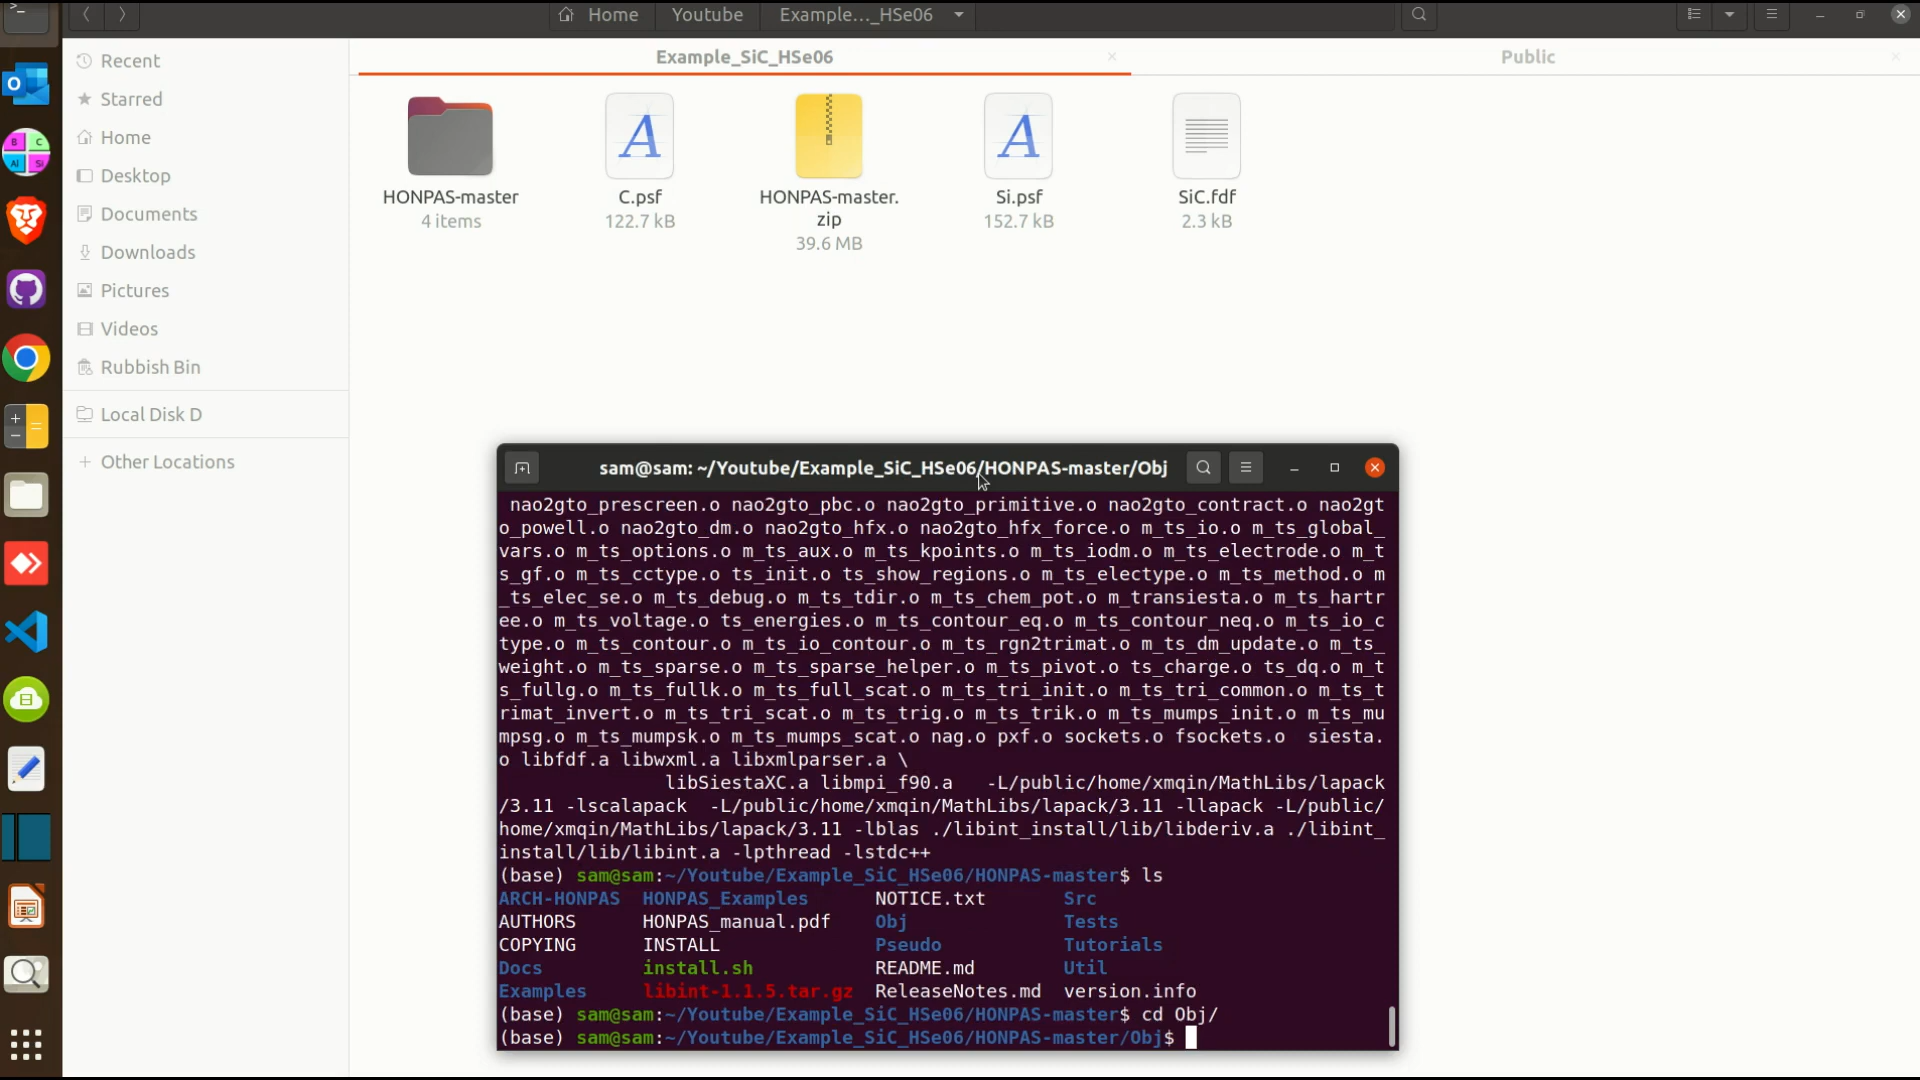 Home Youtube Example..._HSe06
Example_SiC_HSe06 Public
Recent
Starred
Home
Desktop
Documents
Downloads
Pictures
Videos
Rubbish Bin
Local Disk D
+ Other Locations
HONPAS-master
4 items
C.psf
122.7 kB
HONPAS-master.
zip
39.6 MB
Si.psf
152.7 kB
SiC.fdf
2.3 kB
B C
Al Si
sam@sam: ~/Youtube/Example_SiC_HSe06/HONPAS-master/Obj
nao2gto_prescreen.o nao2gto_pbc.o nao2gto_primitive.o nao2gto_contract.o nao2gt
o_powell.o nao2gto_dm.o nao2gto_hfx.o nao2gto_hfx_force.o m_ts_io.o m_ts_global_
vars.o m_ts_options.o m_ts_aux.o m_ts_kpoints.o m_ts_iodm.o m_ts_electrode.o m_t
s_gf.o m_ts_cctype.o ts_init.o ts_show_regions.o m_ts_electype.o m_ts_method.o m
_ts_elec_se.o m_ts_debug.o m_ts_tdir.o m_ts_chem_pot.o m_transiesta.o m_ts_hartr
ee.o m_ts_voltage.o ts_energies.o m_ts_contour_eq.o m_ts_contour_neq.o m_ts_io_c
type.o m_ts_contour.o m_ts_io_contour.o m_ts_rgn2trimat.o m_ts_dm_update.o m_ts_
weight.o m_ts_sparse.o m_ts_sparse_helper.o m_ts_pivot.o ts_charge.o ts_dq.o m_t
s_fullg.o m_ts_fullk.o m_ts_full_scat.o m_ts_tri_init.o m_ts_tri_common.o m_ts_t
rimat_invert.o m_ts_tri_scat.o m_ts_trig.o m_ts_trik.o m_ts_mumps_init.o m_ts_mu
mpsg.o m_ts_mumpsk.o m_ts_mumps_scat.o nag.o pxf.o sockets.o fsockets.o  siesta.
o libfdf.a libwxml.a libxmlparser.a \
libSiestaXC.a libmpi_f90.a   -L/public/home/xmqin/MathLibs/lapack
/3.11 -lscalapack  -L/public/home/xmqin/MathLibs/lapack/3.11 -llapack -L/public/
home/xmqin/MathLibs/lapack/3.11 -lblas ./libint_install/lib/libderiv.a ./libint_
install/lib/libint.a -lpthread -lstdc++
(base) sam@sam:~/Youtube/Example_SiC_HSe06/HONPAS-master$ ls
ARCH-HONPAS  HONPAS_Examples  NOTICE.txt  Src
AUTHORS  HONPAS_manual.pdf  Obj  Tests
COPYING  INSTALL  Pseudo  Tutorials
Docs  install.sh  README.md  Util
Examples  libint-1.1.5.tar.gz  ReleaseNotes.md  version.info
(base) sam@sam:~/Youtube/Example_SiC_HSe06/HONPAS-master$ cd Obj/
(base) sam@sam:~/Youtube/Example_SiC_HSe06/HONPAS-master/Obj$